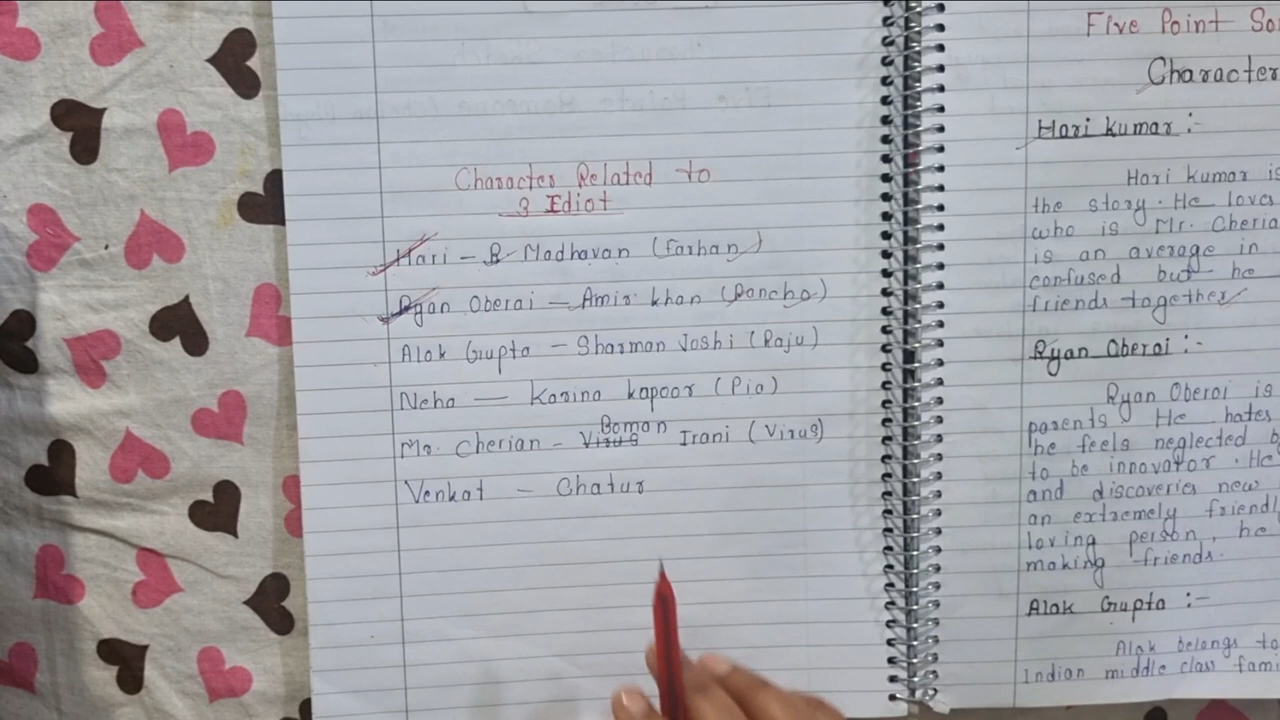 Character Related to
3 Idiot
Hari - R Madhavan (Farhan)
Ryan Oberai - Amir khan (Rancho)
Alok Gupta - Sharman Joshi (Raju)
Neha - Karina kapoor (Pia)
Mr. Cherian - Virus Boman Irani (Virus)
Venkat - Chatur
Five Point So
Character
Hari kumar :-
Hari kumar is
the story. He loves
who is Mr. Cheria
is an average in
confused but he
friends together
Ryan Oberoi :-
Ryan Oberoi is
parents He hates
he feels neglected b
to be innovator. He
and discoveries new
an extremely friendl
loving person, he
making friends.
Alok Gupta :-
Alok belongs to
Indian middle class fami